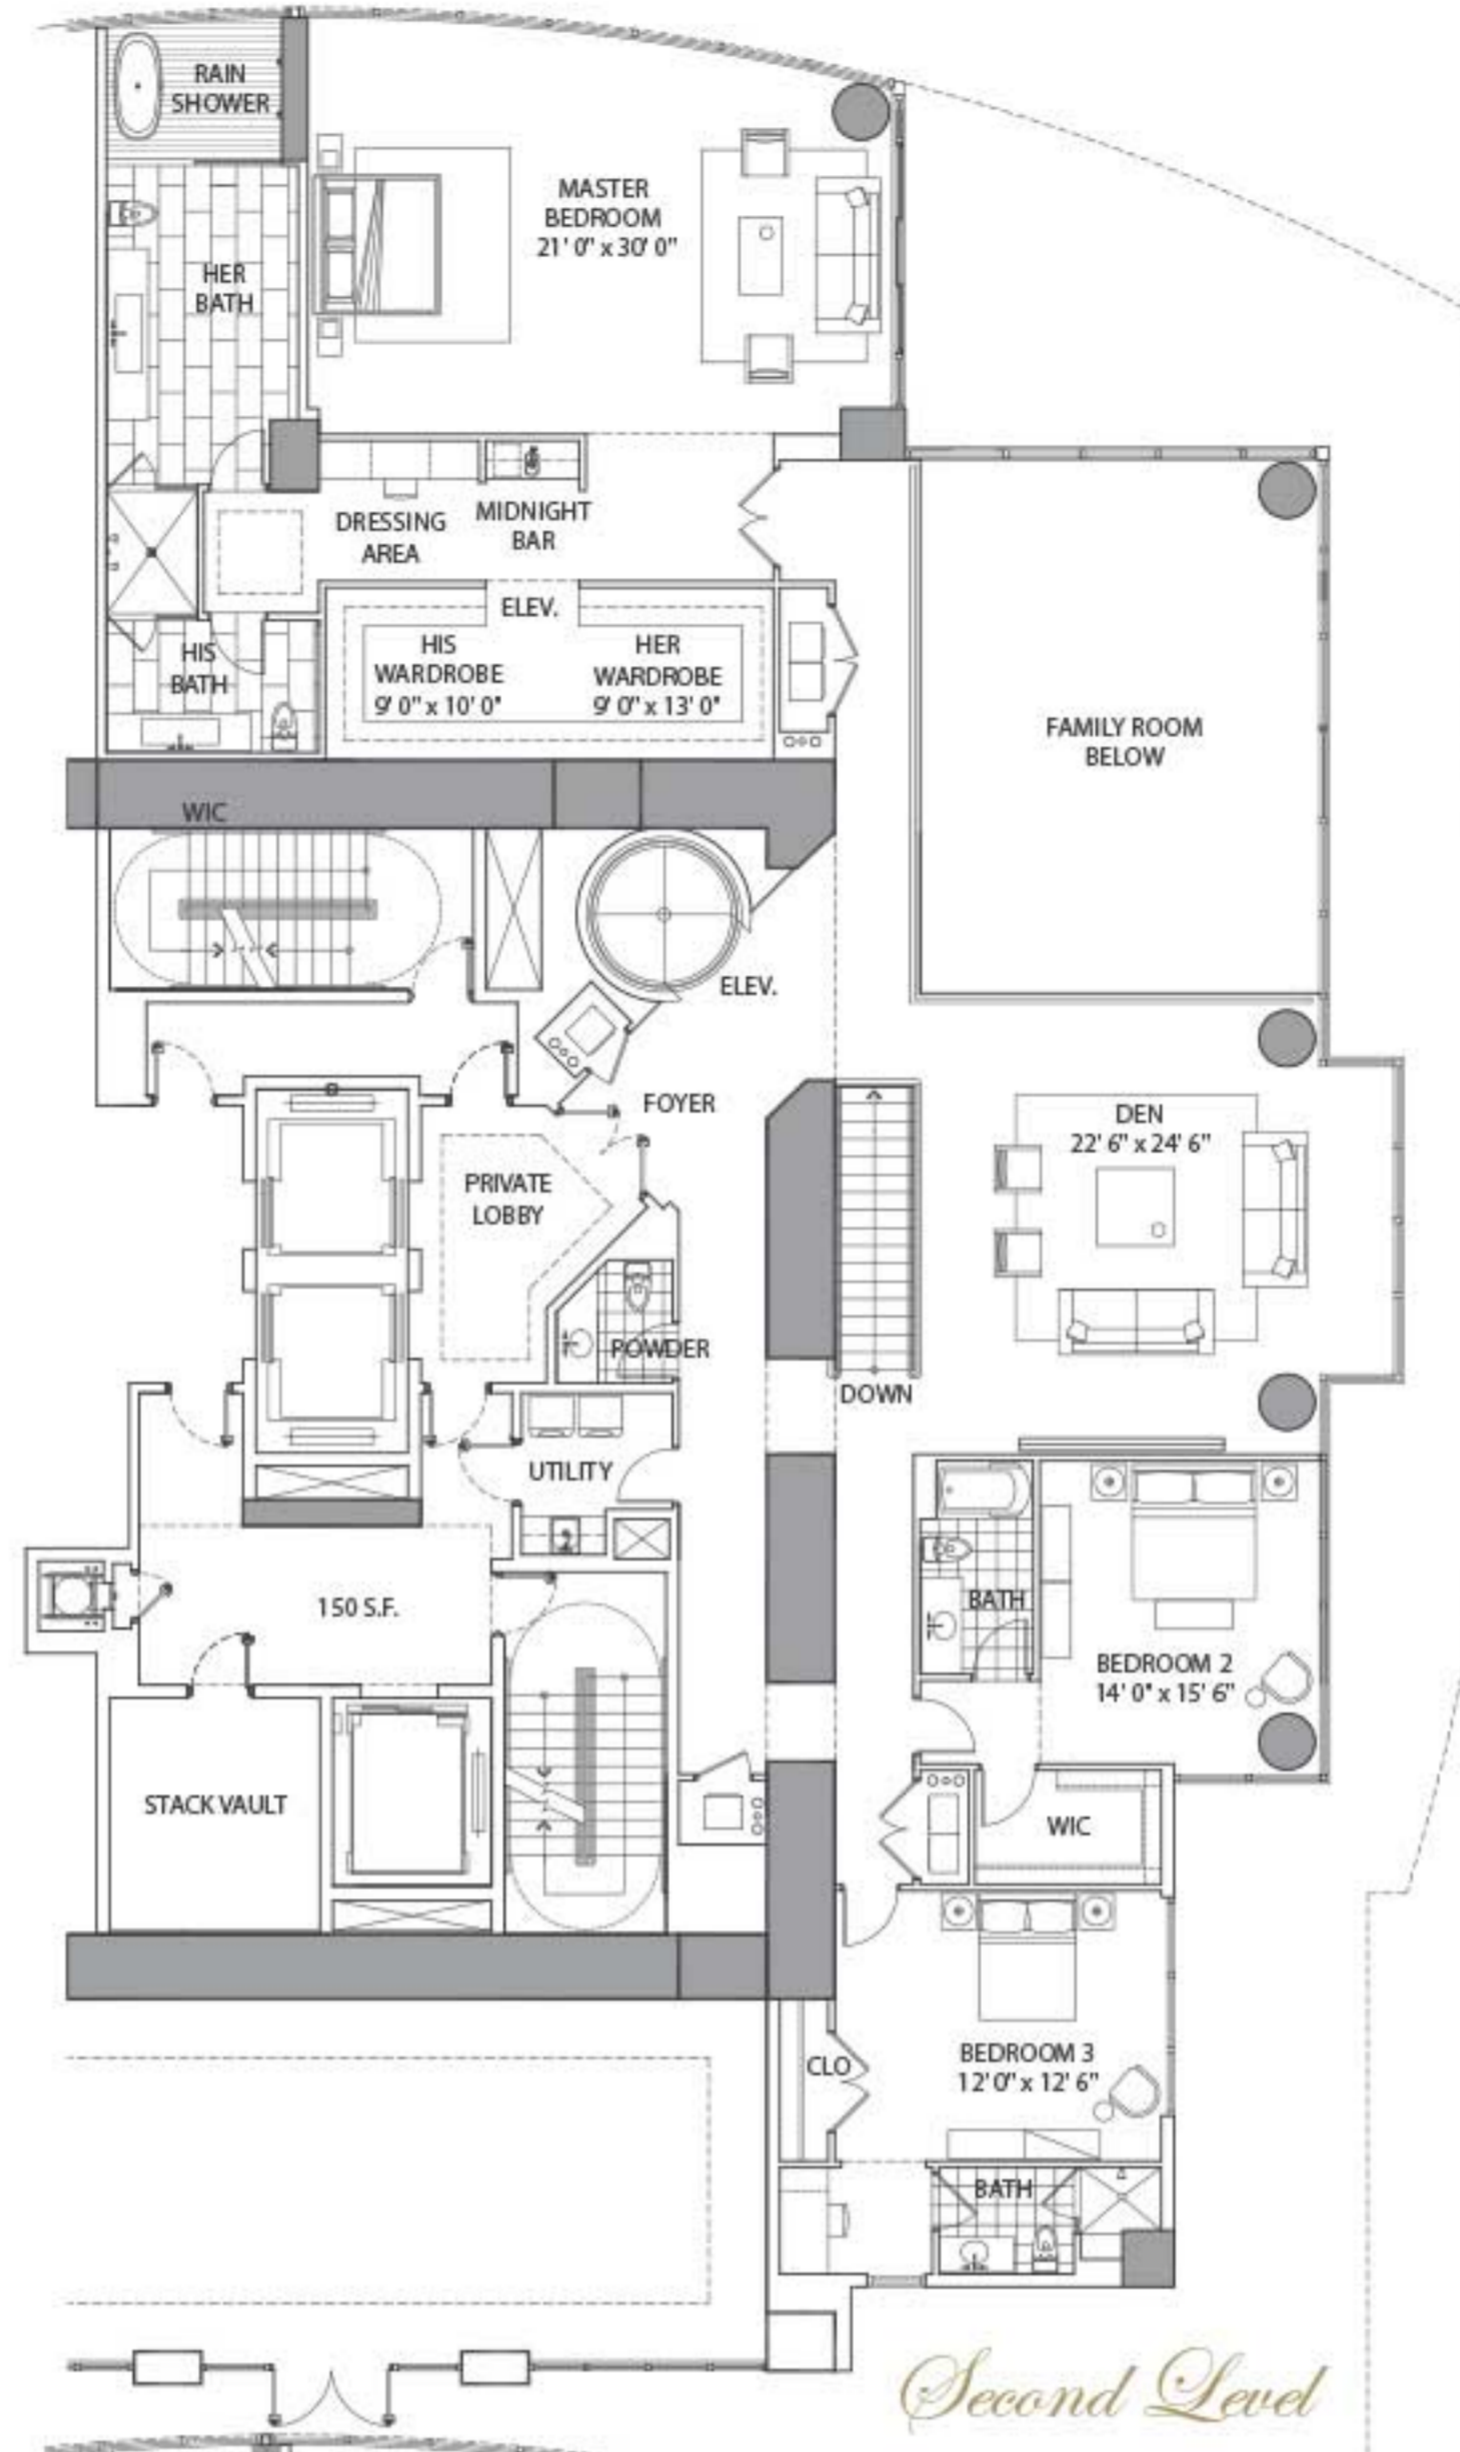 RAIN
SHOWER
MASTER
BEDROOM
21' 0" x 30' 0"
HER
BATH
DRESSING
AREA
MIDNIGHT
BAR
ELEV.
HIS
WARDROBE
9' 0" x 10' 0"
HER
WARDROBE
9' 0" x 13' 0"
HIS
BATH
FAMILY ROOM
BELOW
WIC
ELEV.
FOYER
DEN
22' 6" x 24' 6"
PRIVATE
LOBBY
POWDER
DOWN
UTILITY
BATH
150 S.F.
BEDROOM 2
14' 0" x 15' 6"
STACK VAULT
WIC
BEDROOM 3
12' 0" x 12' 6"
CLO
BATH
Second Level